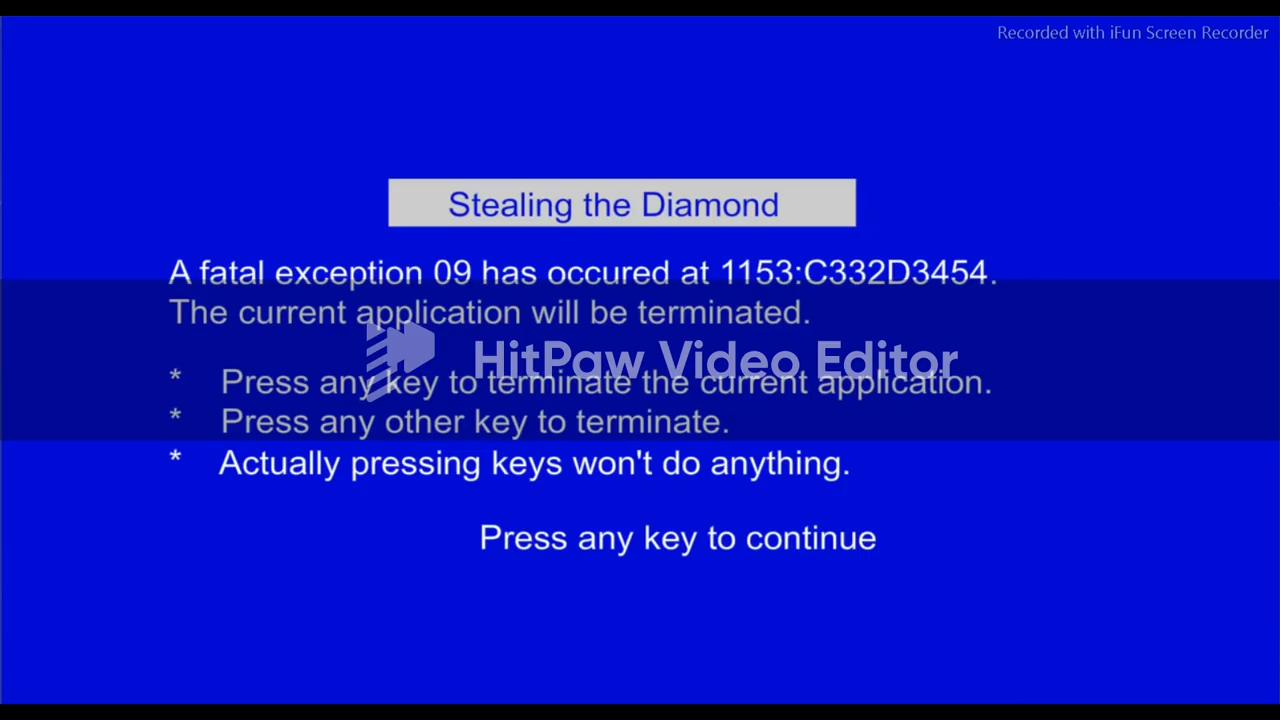 Recorded with iFun Screen Recorder
Stealing the Diamond
A fatal exception 09 has occured at 1153:C332D3454.
The current application will be terminated.
HitPaw Video Editor
* Press any key to terminate the current application.
* Press any other key to terminate.
* Actually pressing keys won't do anything.
Press any key to continue